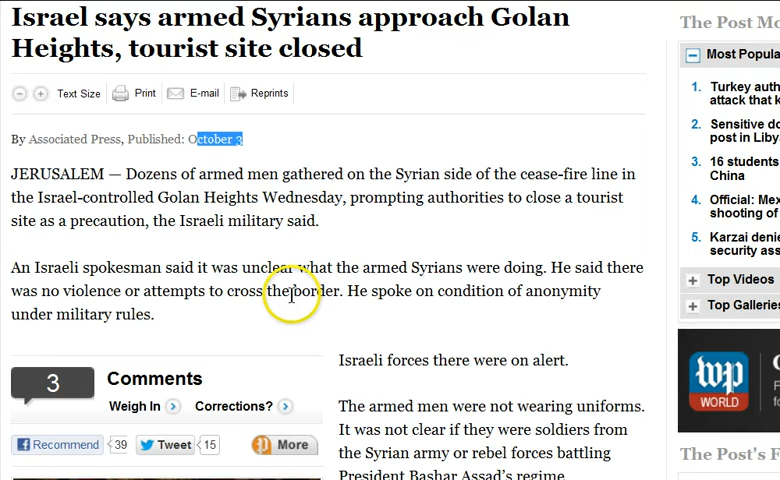 Israel says armed Syrians approach Golan
Heights, tourist site closed
Text Size Print E-mail Reprints
By Associated Press, Published: October 3
JERUSALEM — Dozens of armed men gathered on the Syrian side of the cease-fire line in
the Israel-controlled Golan Heights Wednesday, prompting authorities to close a tourist
site as a precaution, the Israeli military said.
An Israeli spokesman said it was unclear what the armed Syrians were doing. He said there
was no violence or attempts to cross the border. He spoke on condition of anonymity
under military rules.
3 Comments
Weigh In Corrections?
Recommend 39 Tweet 15 More
Israeli forces there were on alert.
The armed men were not wearing uniforms.
It was not clear if they were soldiers from
the Syrian army or rebel forces battling
President Bashar Assad's regime.
The Post Mo
Most Popula
1. Turkey auth
attack that k
2. Sensitive do
post in Liby
3. 16 students
China
4. Official: Mex
shooting of
5. Karzai denie
security ass
Top Videos
Top Galleries
wp
WORLD
The Post's F